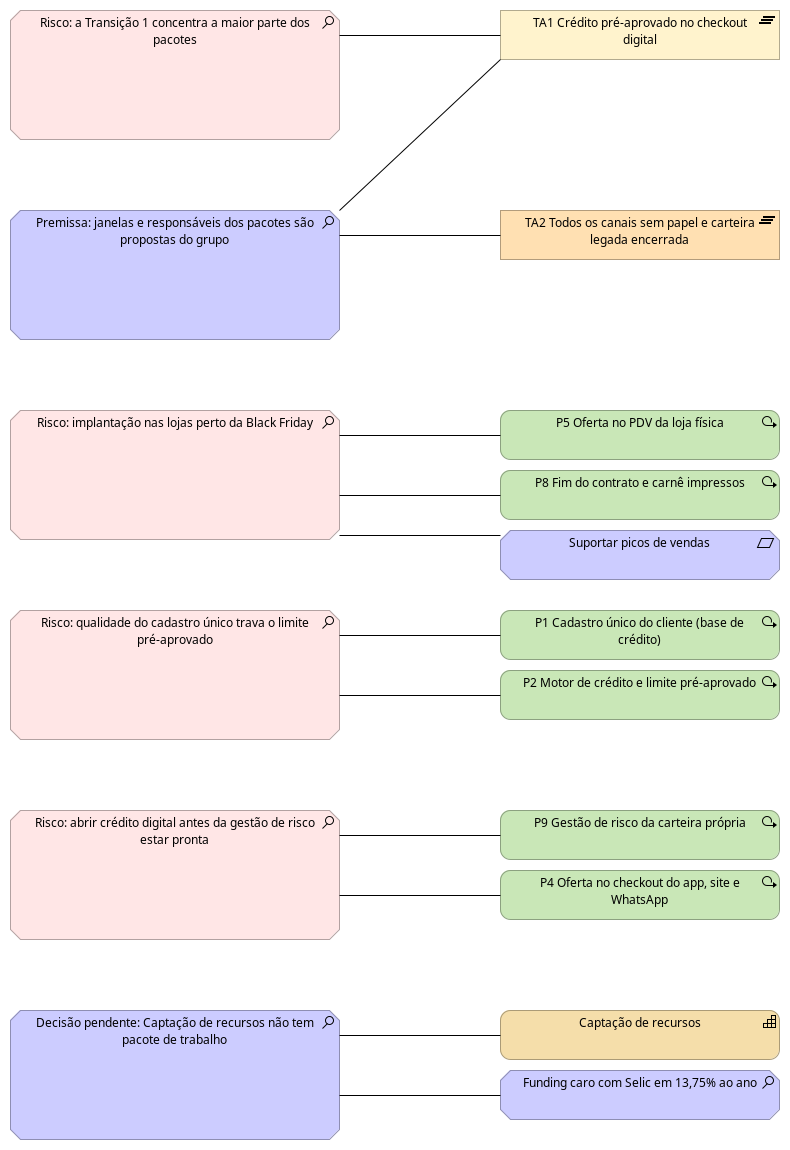 Risco: a Transição 1 concentra a maior parte dos
pacotes
TA1 Crédito pré-aprovado no checkout
digital
Premissa: janelas e responsáveis dos pacotes são
propostas do grupo
TA2 Todos os canais sem papel e carteira
legada encerrada
Risco: implantação nas lojas perto da Black Friday
P5 Oferta no PDV da loja física
P8 Fim do contrato e carnê impressos
Suportar picos de vendas
Risco: qualidade do cadastro único trava o limite
pré-aprovado
P1 Cadastro único do cliente (base de
crédito)
P2 Motor de crédito e limite pré-aprovado
Risco: abrir crédito digital antes da gestão de risco
estar pronta
P9 Gestão de risco da carteira própria
P4 Oferta no checkout do app, site e
WhatsApp
Decisão pendente: Captação de recursos não tem
pacote de trabalho
Captação de recursos
Funding caro com Selic em 13,75% ao ano